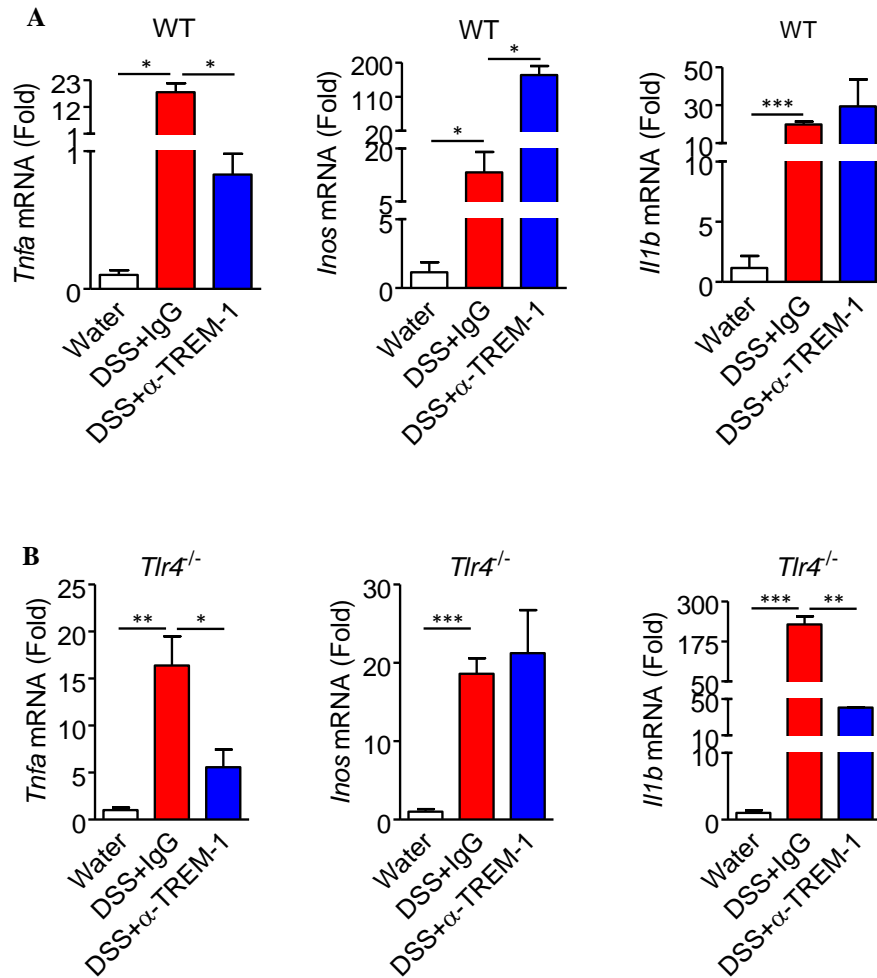 A
WT
Tnfa mRNA (Fold)
23
12
1
1
0
* *
Water
DSS+IgG
DSS+α-TREM-1
WT
Inos mRNA (Fold)
200
110
20
20
5
5
0
* *
Water
DSS+IgG
DSS+α-TREM-1
WT
Il1b mRNA (Fold)
50
30
10
10
5
0
***
Water
DSS+IgG
DSS+α-TREM-1
B
Tlr4-/-
Tnfa mRNA (Fold)
25
20
15
10
5
0
** *
Water
DSS+IgG
DSS+α-TREM-1
Tlr4-/-
Inos mRNA (Fold)
30
20
10
0
***
Water
DSS+IgG
DSS+α-TREM-1
Tlr4-/-
Il1b mRNA (Fold)
300
175
50
50
10
10
0
*** **
Water
DSS+IgG
DSS+α-TREM-1